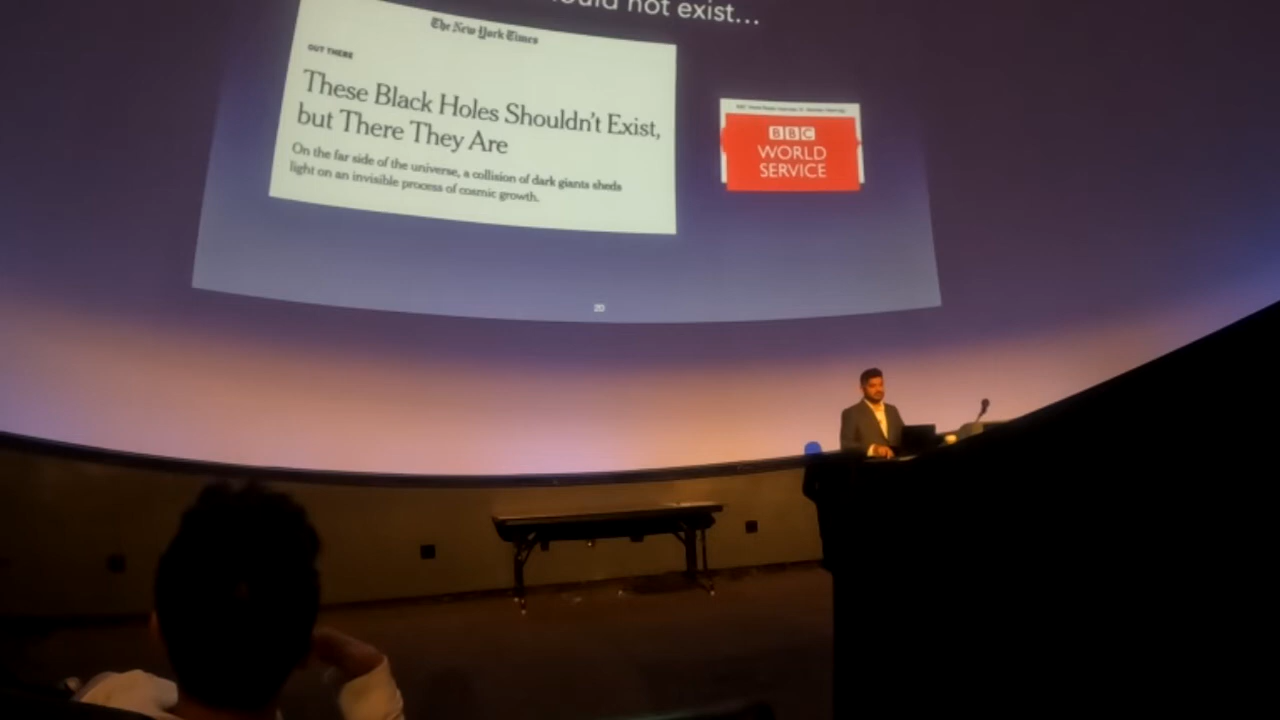 not exist...
The New York Times
OUT THERE
These Black Holes Shouldn't Exist,
but There They Are
On the far side of the universe, a collision of dark giants sheds
light on an invisible process of cosmic growth.
BBC
WORLD
SERVICE
20